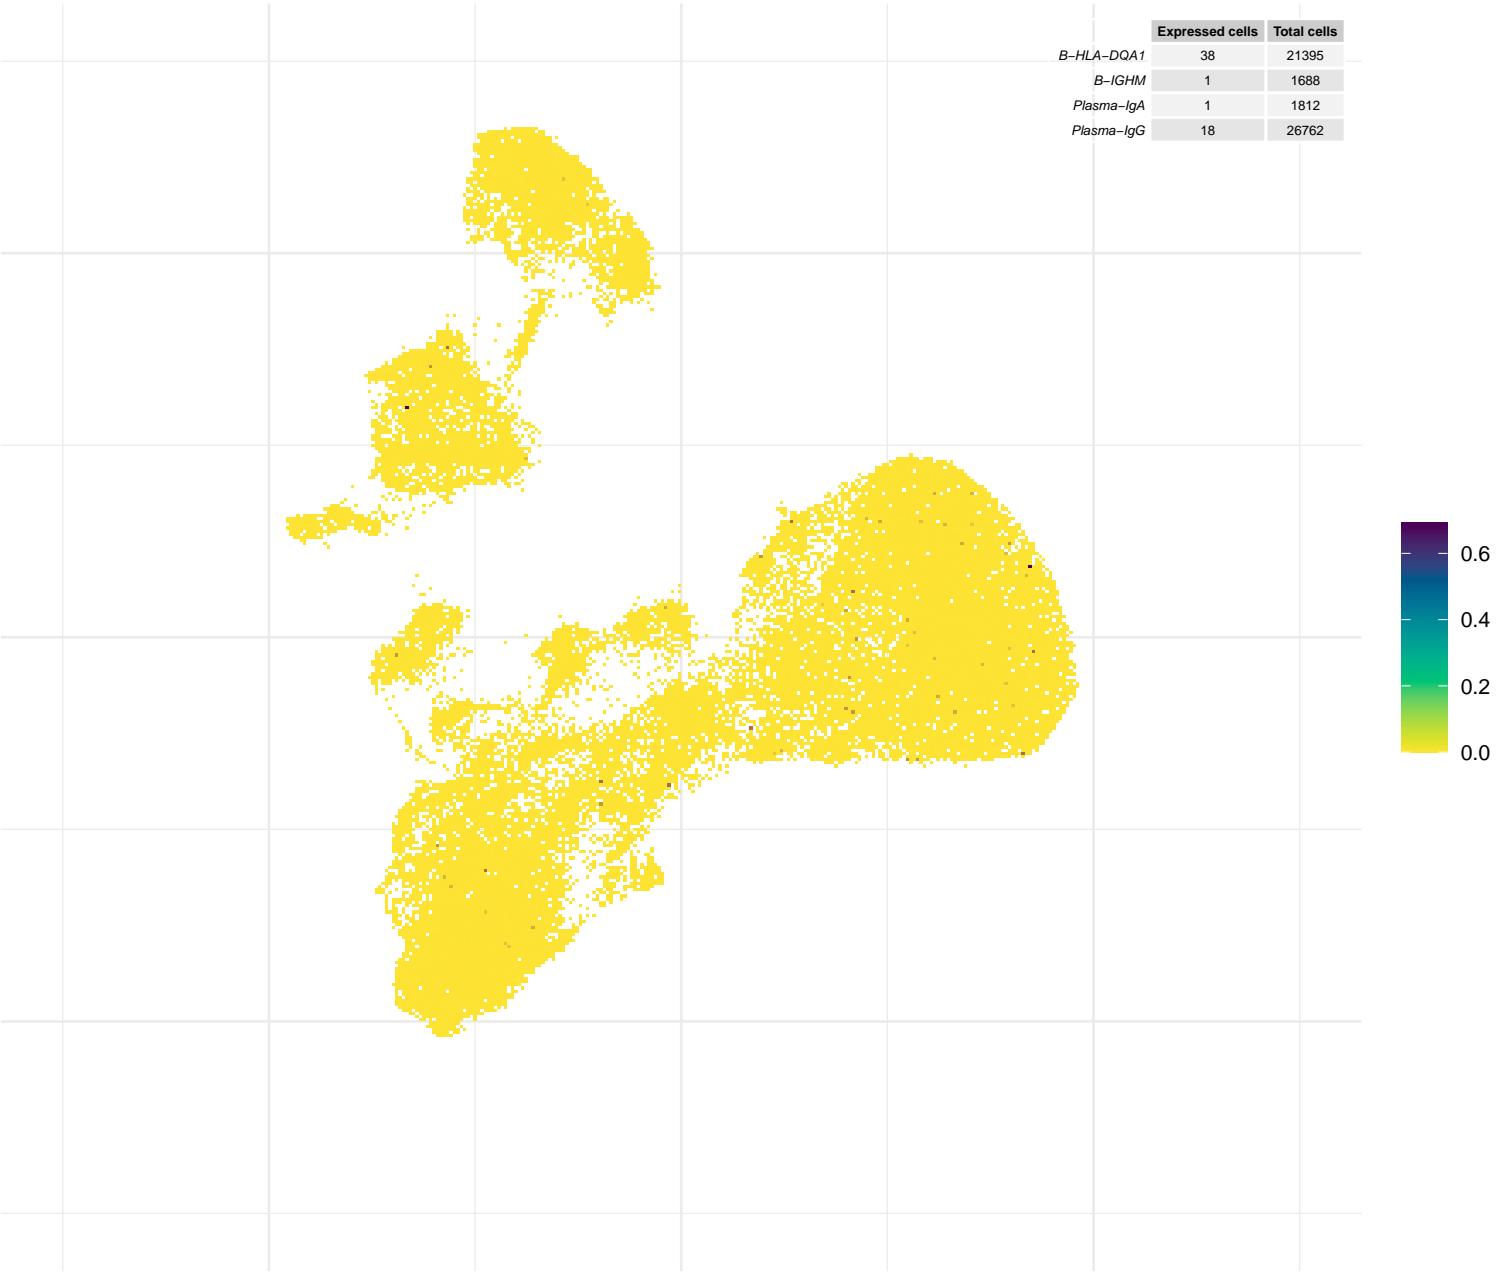 Expressed cells Total cells
B−HLA−DQA1 38 21395
B−IGHM 1 1688
Plasma−IgA 1 1812
Plasma−IgG 18 26762
0.6
0.4
0.2
0.0